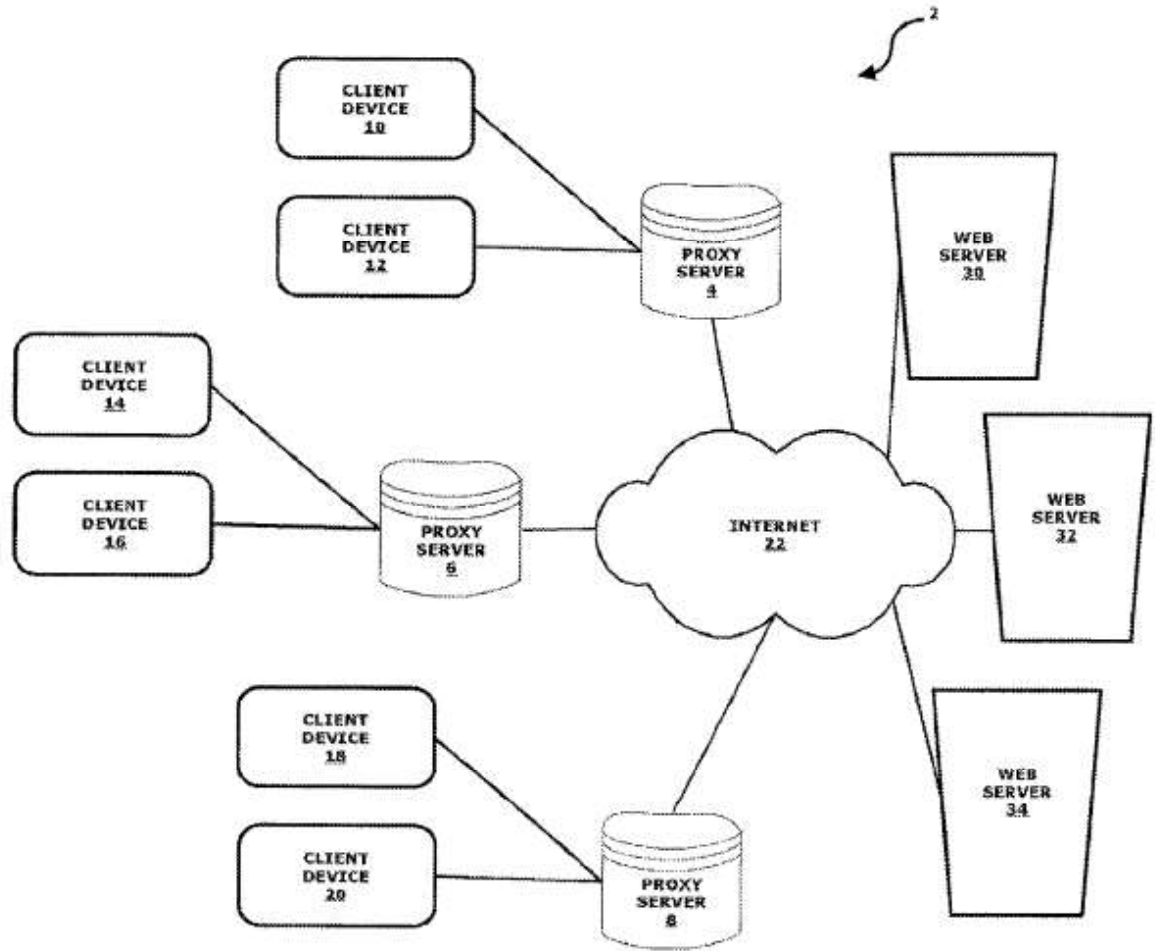 2
CLIENT
DEVICE
10
CLIENT
DEVICE
12
PROXY
SERVER
4
WEB
SERVER
30
CLIENT
DEVICE
14
CLIENT
DEVICE
16
PROXY
SERVER
6
INTERNET
22
WEB
SERVER
32
CLIENT
DEVICE
18
CLIENT
DEVICE
20
PROXY
SERVER
8
WEB
SERVER
34